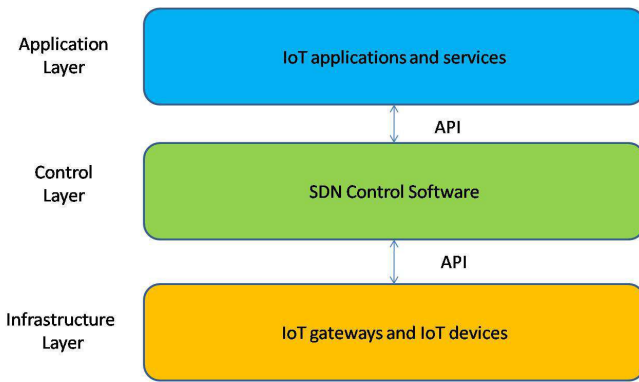 Application
Layer
IoT applications and services
API
Control
Layer
SDN Control Software
API
Infrastructure
Layer
IoT gateways and IoT devices